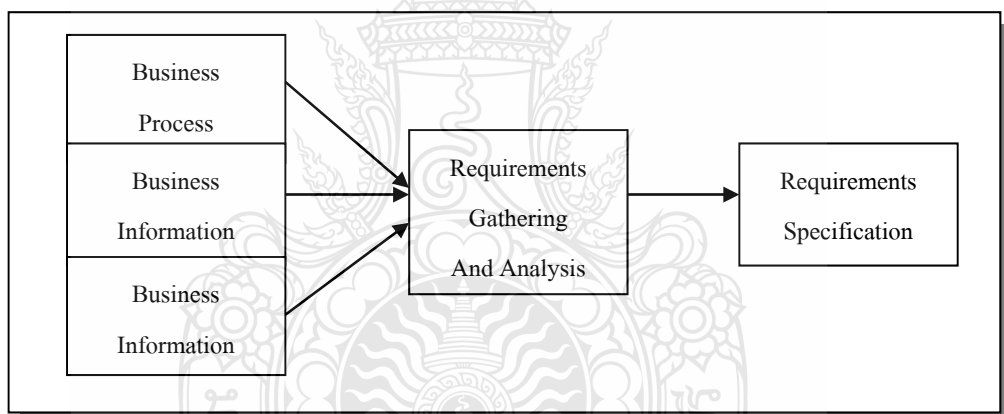 Business
Process
Business
Information
Business
Information
Requirements
Gathering
And Analysis
Requirements
Specification